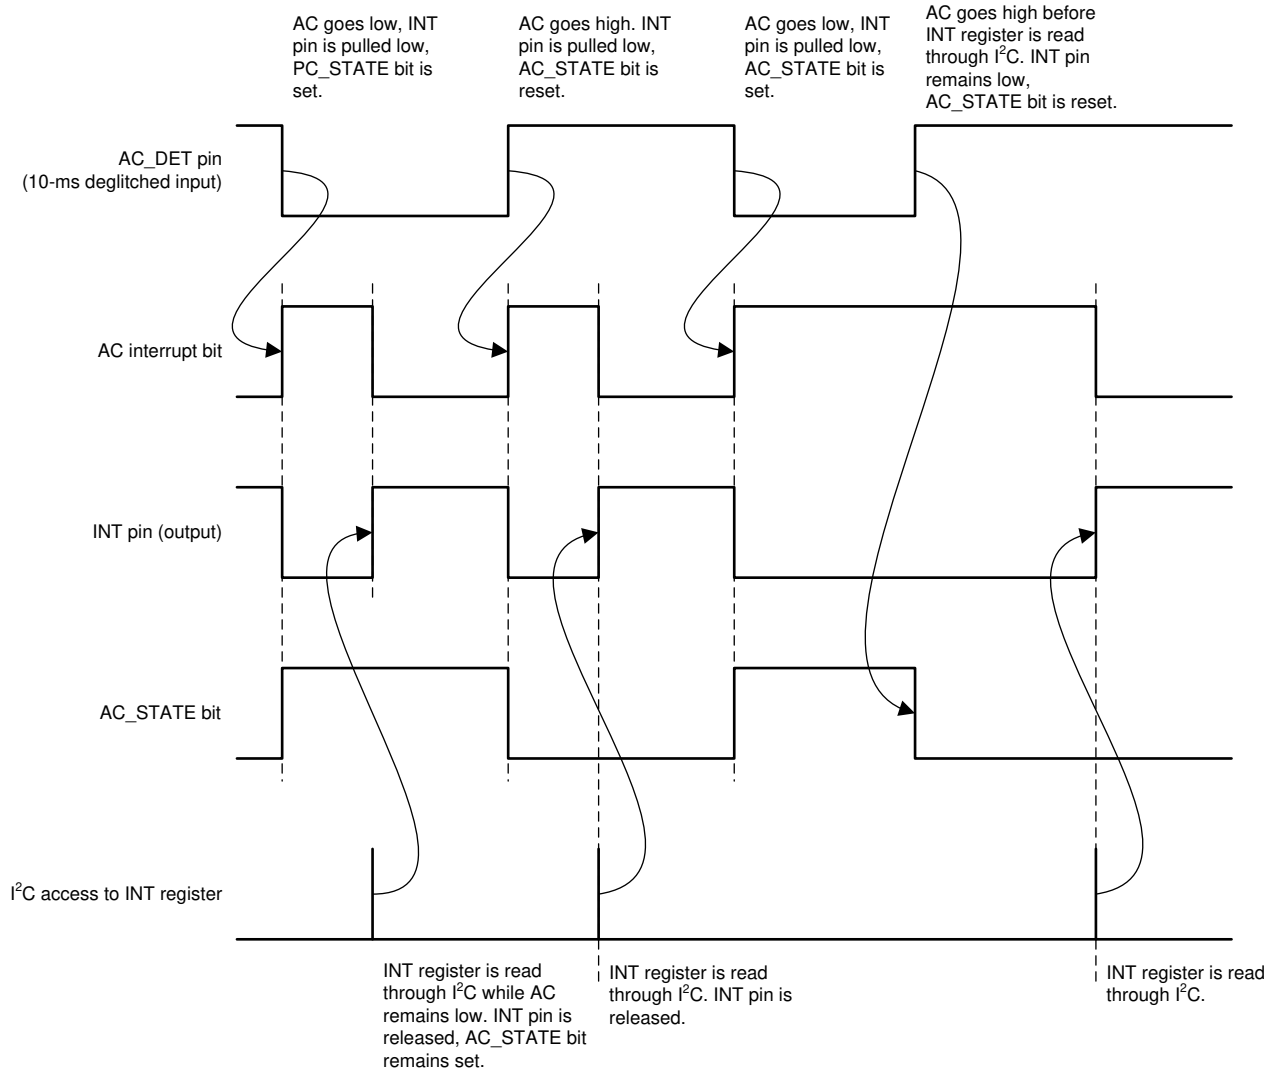 AC goes low, INT
pin is pulled low,
PC_STATE bit is
set.
AC goes high. INT
pin is pulled low,
AC_STATE bit is
reset.
AC goes low, INT
pin is pulled low,
AC_STATE bit is
set.
AC goes high before
INT register is read
through I²C. INT pin
remains low,
AC_STATE bit is reset.
AC_DET pin
(10-ms deglitched input)
AC interrupt bit
INT pin (output)
AC_STATE bit
I²C access to INT register
INT register is read
through I²C while AC
remains low. INT pin is
released, AC_STATE bit
remains set.
INT register is read
through I²C. INT pin is
released.
INT register is read
through I²C.